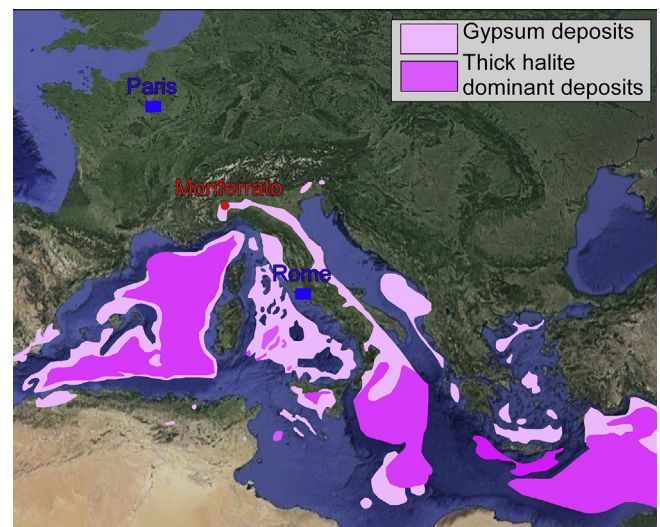 Gypsum deposits
Thick halite
dominant deposits
Paris
Monferrato
Rome